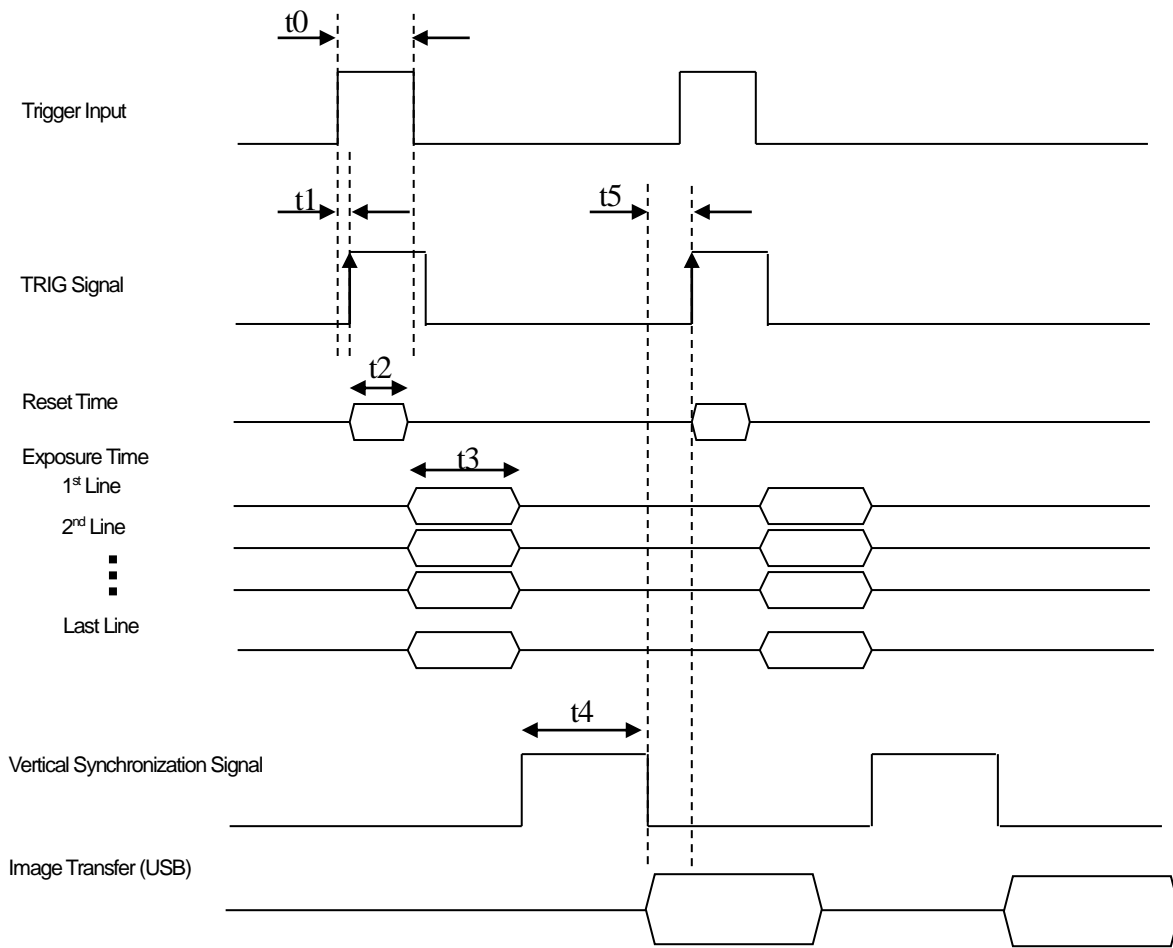 t0
Trigger Input
t1
t5
TRIG Signal
t2
Reset Time
Exposure Time
t3
1st Line
2nd Line
Last Line
t4
Vertical Synchronization Signal
Image Transfer (USB)